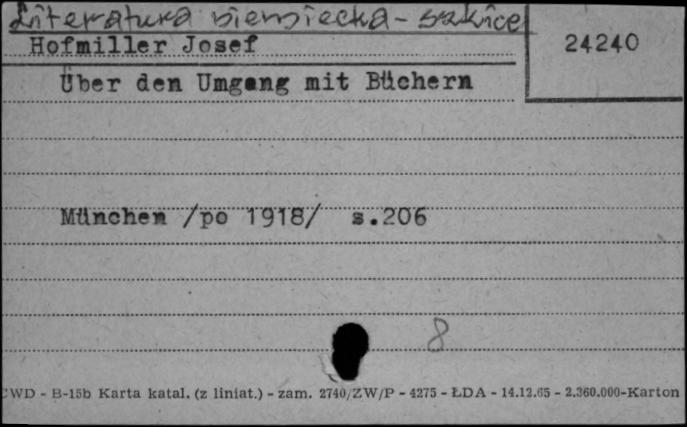 Literatura niemiecka - szkice
Hofmiller Josef
24240
Über den Umgang mit Büchern
München /po 1918/ s.206
8
CWD - B-15b Karta katal. (z liniat.) - zam. 2740/ZW/P - 4275 - ŁDA - 14.12.65 - 2.360.000-Karton